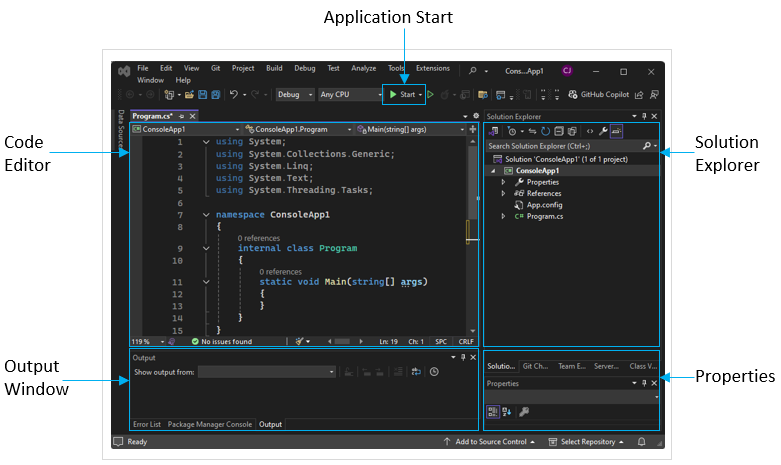 Application Start
File Edit View Git Project Build Debug Test Analyze Tools Extensions
Window Help
Cons...App1
CJ
Debug
Any CPU
Start
GitHub Copilot
Data Sources
Program.cs*
ConsoleApp1
ConsoleApp1.Program
Main(string[] args)
Code
Editor
1 using System;
2 using System.Collections.Generic;
3 using System.Linq;
4 using System.Text;
5 using System.Threading.Tasks;
6
7 namespace ConsoleApp1
8 {
0 references
9 internal class Program
10 {
0 references
11 static void Main(string[] args)
12 {
13 }
14 }
15 }
119 % No issues found Ln: 19 Ch: 1 SPC CRLF
Solution Explorer
Search Solution Explorer (Ctrl+;)
Solution 'ConsoleApp1' (1 of 1 project)
ConsoleApp1
Properties
References
App.config
C# Program.cs
Solution
Explorer
Output
Window
Output
Show output from:
Error List Package Manager Console Output
Solutio... Git Ch... Team E... Server... Class V...
Properties
Properties
Ready
Add to Source Control
Select Repository